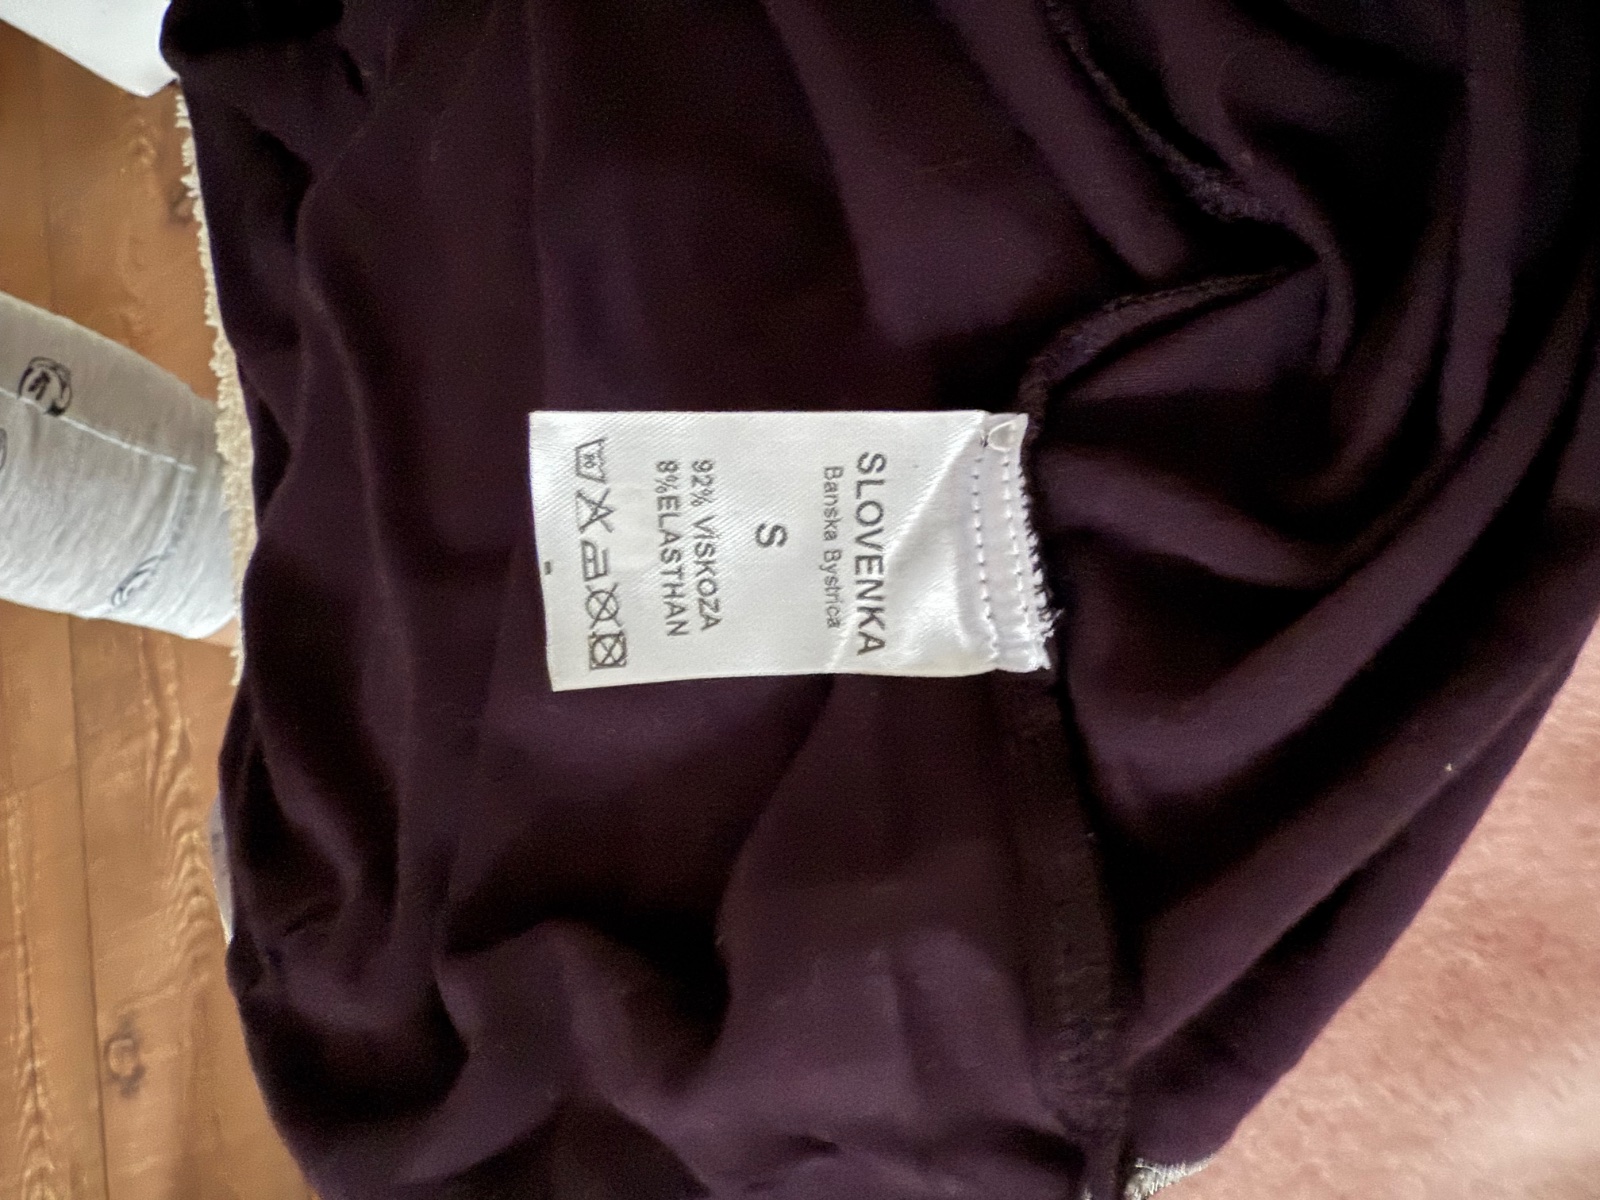 SLOVENKA
Banska Bystrica
S
92% VISKOZA
8%ELASTHAN